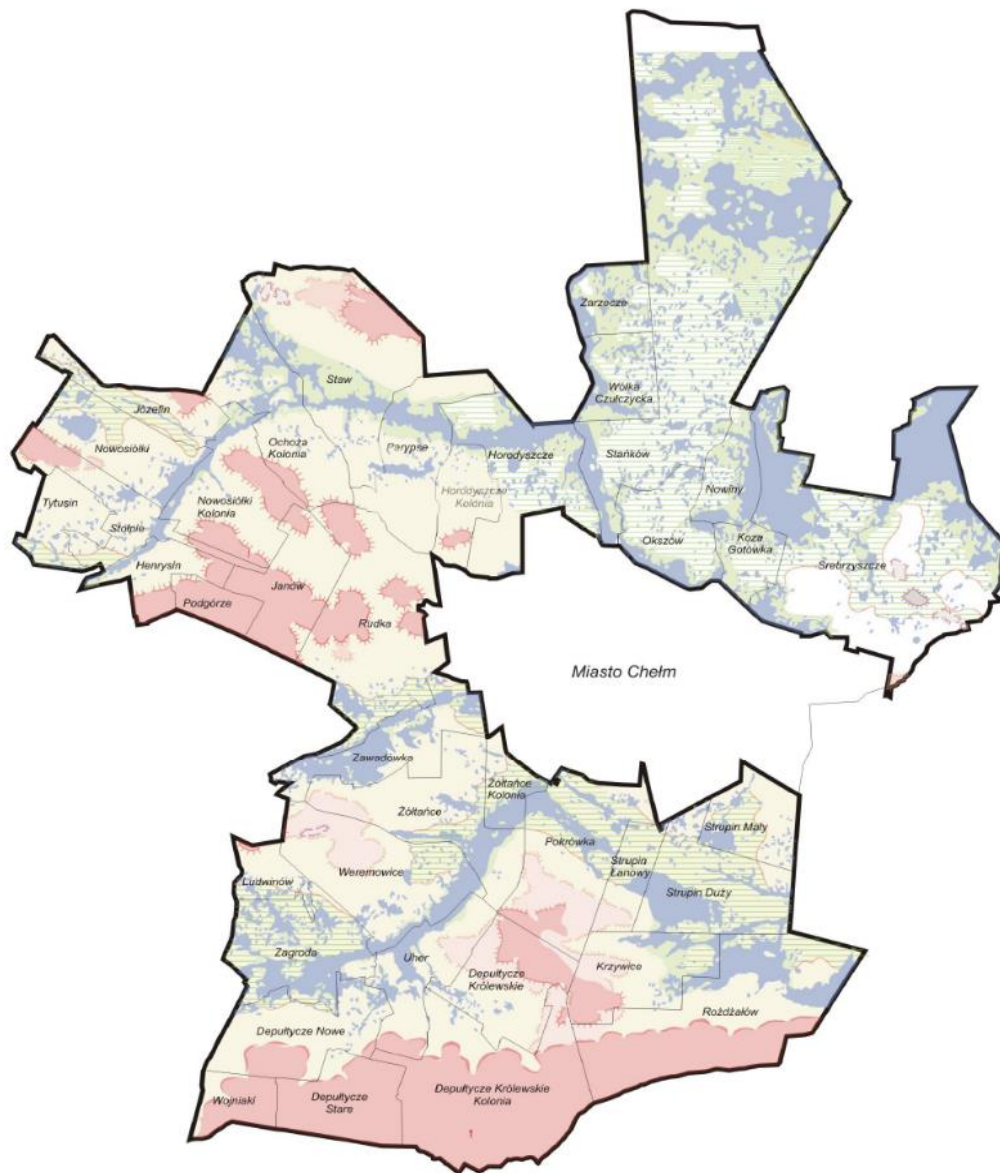 Zarzecze
Wólka
Czułczycka
Staw
Józefin
Nowosiółki
Ochoża
Kolonia
Parypse
Horodyszcze
Stańków
Horodyszcze
Kolonia
Nowiny
Tytusin
Nowosiółki
Kolonia
Stołpie
Okszów
Koza
Gotówka
Srebrzyszcze
Henrysin
Janów
Podgórze
Rudka
Miasto Chełm
Zawadówka
Żółtańce
Kolonia
Żółtańce
Pokrówka
Strupin Mały
Weremowice
Strupin
Łanowy
Ludwinów
Strupin Duży
Zagroda
Uher
Depułtycze
Królewskie
Krzywice
Rożdżałów
Depułtycze Nowe
Wojniaki
Depułtycze
Stare
Depułtycze Królewskie
Kolonia